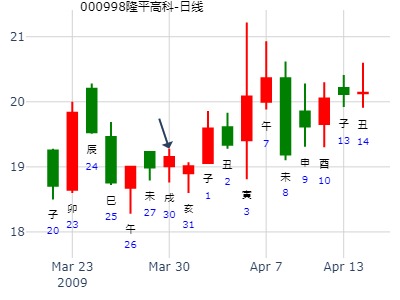 000998隆平高科-日线
21
20
19
18
子
20
卯
23
辰
24
巳
25
午
26
未
27
戌
30
亥
31
子
1
丑
2
寅
3
午
7
未
8
申
9
酉
10
子
13
丑
14
Mar 23
2009
Mar 30
Apr 7
Apr 13